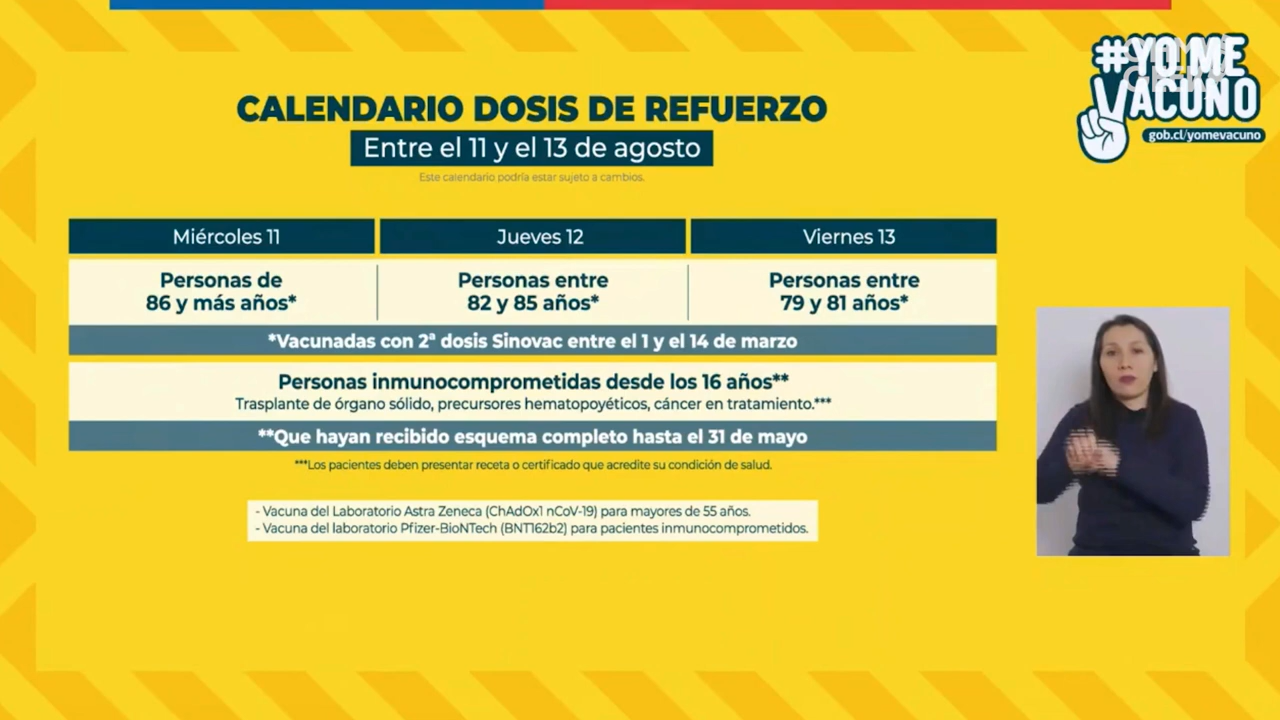 #YO ME
VACUNO
gob.cl/yomevacuno
CALENDARIO DOSIS DE REFUERZO
Entre el 11 y el 13 de agosto
Este calendario podría estar sujeto a cambios.
Miércoles 11
Jueves 12
Viernes 13
Personas de
86 y más años*
Personas entre
82 y 85 años*
Personas entre
79 y 81 años*
*Vacunadas con 2ª dosis Sinovac entre el 1 y el 14 de marzo
Personas inmunocomprometidas desde los 16 años**
Trasplante de órgano sólido, precursores hematopoyéticos, cáncer en tratamiento.***
**Que hayan recibido esquema completo hasta el 31 de mayo
***Los pacientes deben presentar receta o certificado que acredite su condición de salud.
- Vacuna del Laboratorio Astra Zeneca (ChAdOx1 nCoV-19) para mayores de 55 años.
- Vacuna del laboratorio Pfizer-BioNTech (BNT162b2) para pacientes inmunocomprometidos.